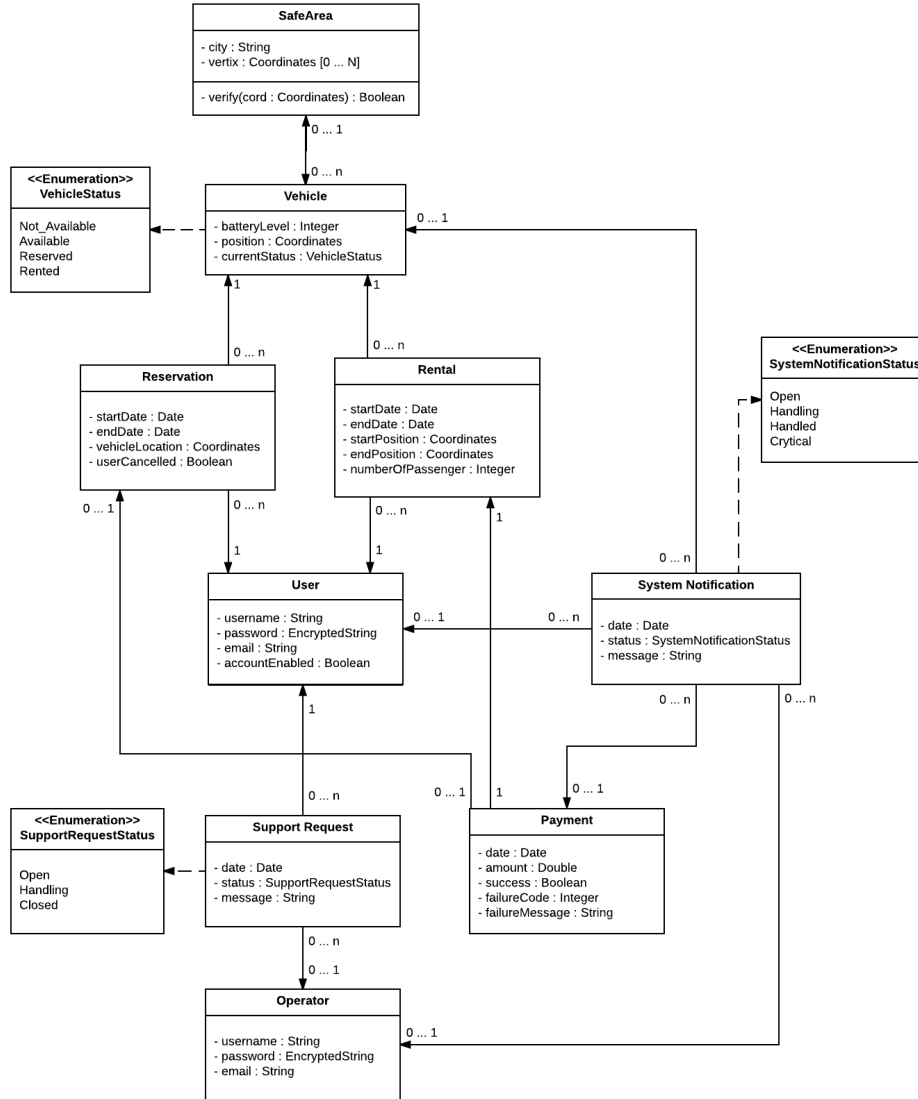 SafeArea
- city : String
- vertix : Coordinates [0 ... N]
- verify(cord : Coordinates) : Boolean
0 ... 1
0 ... n
<<Enumeration>>
VehicleStatus
Not_Available
Available
Reserved
Rented
Vehicle
- batteryLevel : Integer
- position : Coordinates
- currentStatus : VehicleStatus
0 ... 1
1
1
0 ... n
0 ... n
<<Enumeration>>
SystemNotificationStatus
Open
Handling
Handled
Crytical
Reservation
- startDate : Date
- endDate : Date
- vehicleLocation : Coordinates
- userCancelled : Boolean
Rental
- startDate : Date
- endDate : Date
- startPosition : Coordinates
- endPosition : Coordinates
- numberOfPassenger : Integer
0 ... 1
0 ... n
0 ... n
1
1
1
0 ... n
User
- username : String
- password : EncryptedString
- email : String
- accountEnabled : Boolean
0 ... 1
0 ... n
System Notification
- date : Date
- status : SystemNotificationStatus
- message : String
1
0 ... n
0 ... n
0 ... n
0 ... 1
1
0 ... 1
<<Enumeration>>
SupportRequestStatus
Open
Handling
Closed
Support Request
- date : Date
- status : SupportRequestStatus
- message : String
Payment
- date : Date
- amount : Double
- success : Boolean
- failureCode : Integer
- failureMessage : String
0 ... n
0 ... 1
Operator
- username : String
- password : EncryptedString
- email : String
0 ... 1